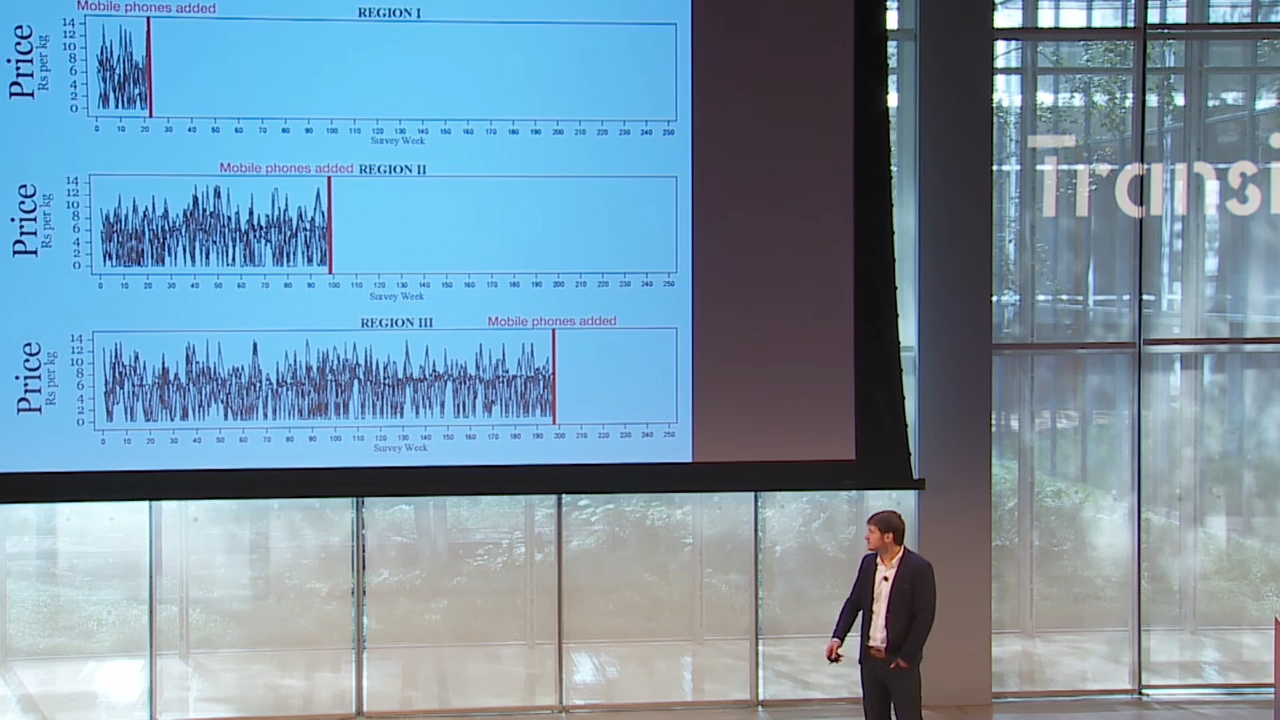 Mobile phones added
REGION I
Price
Rs per kg
14
12
10
8
6
4
2
0
0 10 20 30 40 50 60 70 80 90 100 110 120 130 140 150 160 170 180 190 200 210 220 230 250
Survey Week
Mobile phones added REGION II
Price
Rs per kg
14
12
10
8
6
4
2
0
0 10 20 30 40 50 60 70 80 90 100 110 120 130 140 150 160 170 180 190 200 210 220 230 250
Survey Week
REGION III
Mobile phones added
Price
Rs per kg
14
12
10
8
6
4
2
0
0 10 20 30 40 50 60 70 80 90 100 110 120 130 140 150 160 170 180 190 200 210 220 230 250
Survey Week
Transi